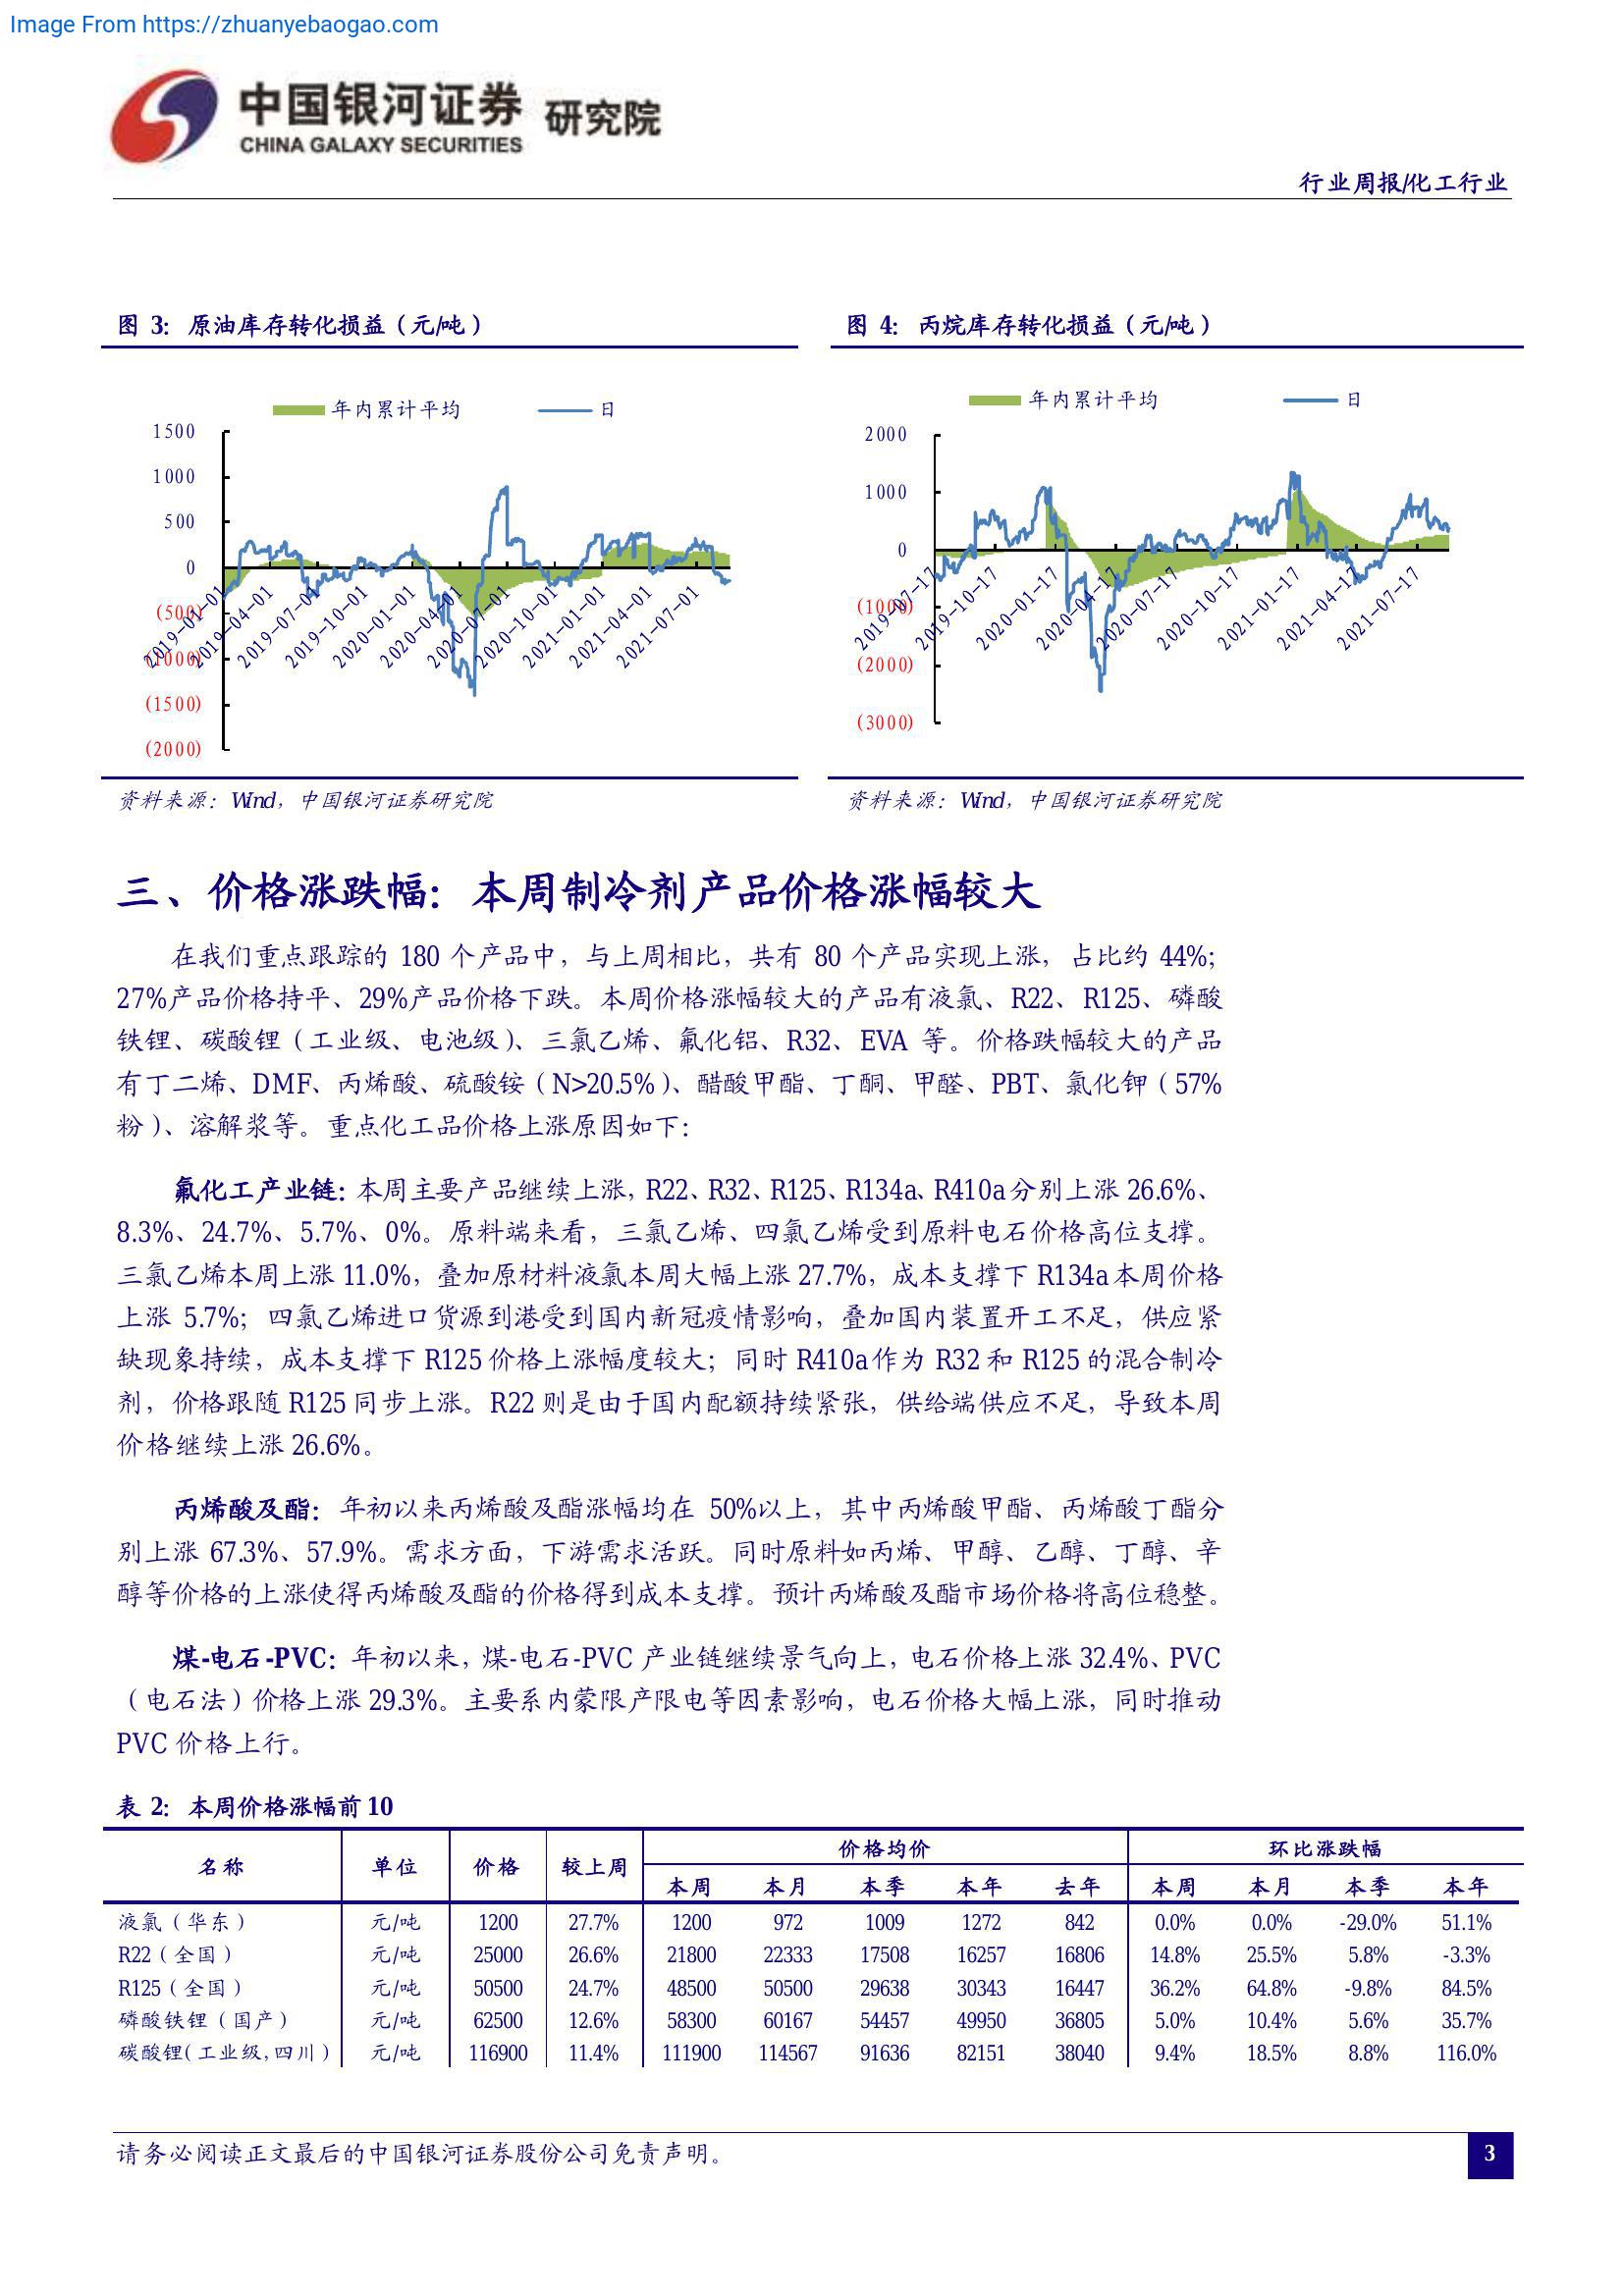 Image From https://zhuanyebaogao.com
中国银河证券 研究院
CHINA GALAXY SECURITIES
行业周报/化工行业
图 3： 原油库存转化损益（元/吨）
年内累计平均 日
1500
1000
500
0
(500)
(1000)
(1500)
(2000)
2019-01-01 2019-04-01 2019-07-01 2019-10-01 2020-01-01 2020-04-01 2020-07-01 2020-10-01 2021-01-01 2021-04-01 2021-07-01
资料来源：Wind，中国银河证券研究院
图 4： 丙烷库存转化损益（元/吨）
年内累计平均 日
2000
1000
0
(1000)
(2000)
(3000)
2019-07-17 2019-10-17 2020-01-17 2020-04-17 2020-07-17 2020-10-17 2021-01-17 2021-04-17 2021-07-17
资料来源：Wind，中国银河证券研究院
三、价格涨跌幅：本周制冷剂产品价格涨幅较大
在我们重点跟踪的 180 个产品中，与上周相比，共有 80 个产品实现上涨，占比约 44%；
27%产品价格持平、29%产品价格下跌。本周价格涨幅较大的产品有液氯、R22、R125、磷酸
铁锂、碳酸锂（工业级、电池级）、三氯乙烯、氟化铝、R32、EVA 等。价格跌幅较大的产品
有丁二烯、DMF、丙烯酸、硫酸铵（N>20.5%）、醋酸甲酯、丁酮、甲醛、PBT、氯化钾（57%
粉）、溶解浆等。重点化工品价格上涨原因如下：
氟化工产业链：本周主要产品继续上涨，R22、R32、R125、R134a、R410a 分别上涨 26.6%、
8.3%、24.7%、5.7%、0%。原料端来看，三氯乙烯、四氯乙烯受到原料电石价格高位支撑。
三氯乙烯本周上涨 11.0%，叠加原材料液氯本周大幅上涨 27.7%，成本支撑下 R134a 本周价格
上涨 5.7%；四氯乙烯进口货源到港受到国内新冠疫情影响，叠加国内装置开工不足，供应紧
缺现象持续，成本支撑下 R125 价格上涨幅度较大；同时 R410a 作为 R32 和 R125 的混合制冷
剂，价格跟随 R125 同步上涨。R22 则是由于国内配额持续紧张，供给端供应不足，导致本周
价格继续上涨 26.6%。
丙烯酸及酯：年初以来丙烯酸及酯涨幅均在 50%以上，其中丙烯酸甲酯、丙烯酸丁酯分
别上涨 67.3%、57.9%。需求方面，下游需求活跃。同时原料如丙烯、甲醇、乙醇、丁醇、辛
醇等价格的上涨使得丙烯酸及酯的价格得到成本支撑。预计丙烯酸及酯市场价格将高位稳整。
煤-电石-PVC：年初以来，煤-电石-PVC 产业链继续景气向上，电石价格上涨 32.4%、PVC
（电石法）价格上涨 29.3%。主要系内蒙限产限电等因素影响，电石价格大幅上涨，同时推动
PVC 价格上行。
表 2： 本周价格涨幅前 10
名称 单位 价格 较上周 价格均价 环比涨跌幅
本周 本月 本季 本年 去年 本周 本月 本季 本年
液氯（华东） 元/吨 1200 27.7% 1200 972 1009 1272 842 0.0% 0.0% -29.0% 51.1%
R22（全国） 元/吨 25000 26.6% 21800 22333 17508 16257 16806 14.8% 25.5% 5.8% -3.3%
R125（全国） 元/吨 50500 24.7% 48500 50500 29638 30343 16447 36.2% 64.8% -9.8% 84.5%
磷酸铁锂（国产） 元/吨 62500 12.6% 58300 60167 54457 49950 36805 5.0% 10.4% 5.6% 35.7%
碳酸锂(工业级,四川) 元/吨 116900 11.4% 111900 114567 91636 82151 38040 9.4% 18.5% 8.8% 116.0%
请务必阅读正文最后的中国银河证券股份公司免责声明。
3